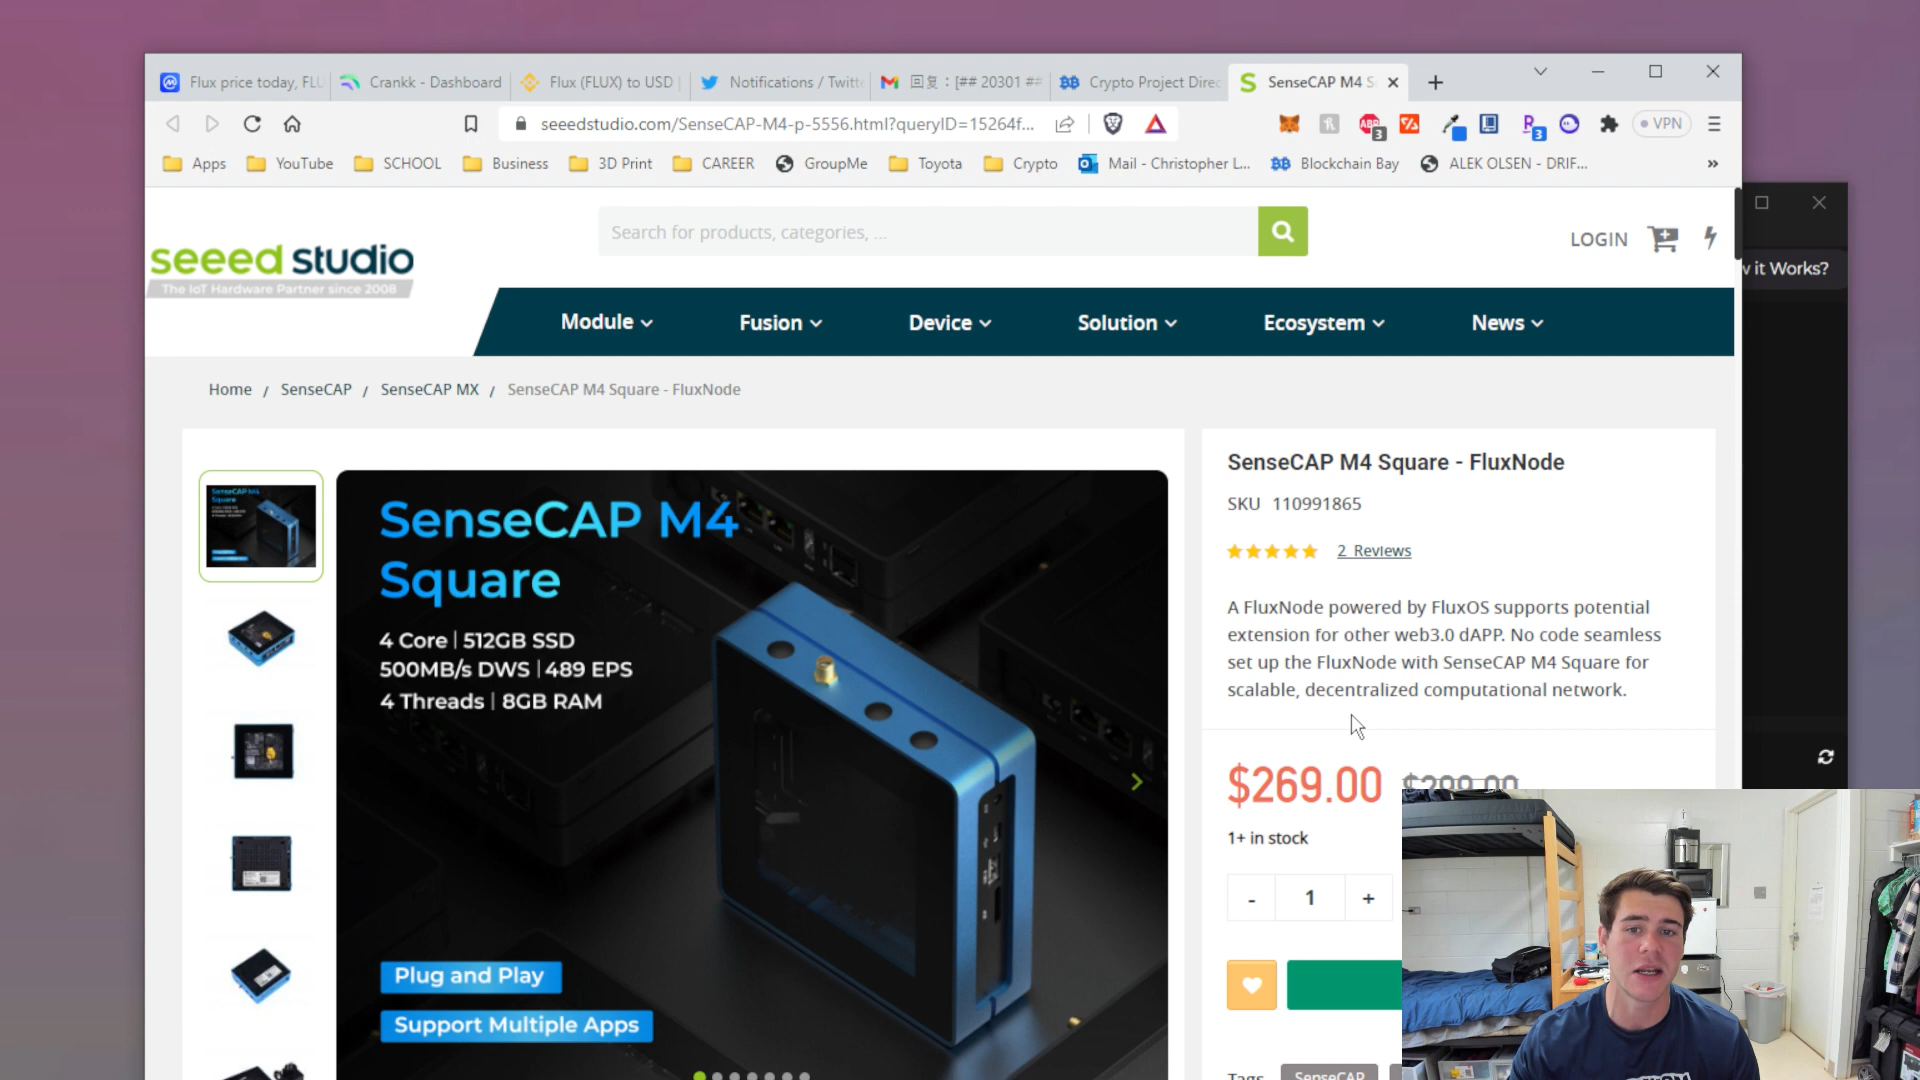 Flux price today, FLU
Crankk - Dashboard
Flux (FLUX) to USD
Notifications / Twitte
回复：[## 20301 ##
Crypto Project Direc
SenseCAP M4 S
seeedstudio.com/SenseCAP-M4-p-5556.html?queryID=15264f...
ABP
3
3
VPN
Apps
YouTube
SCHOOL
Business
3D Print
CAREER
GroupMe
Toyota
Crypto
Mail - Christopher L...
Blockchain Bay
ALEK OLSEN - DRIF...
»
seeed studio
The IoT Hardware Partner since 2008
Search for products, categories, ...
LOGIN
it Works?
Module
Fusion
Device
Solution
Ecosystem
News
Home / SenseCAP / SenseCAP MX / SenseCAP M4 Square - FluxNode
SenseCAP M4
Square
4 Core | 512GB SSD
500MB/s DWS | 489 EPS
4 Threads | 8GB RAM
Plug and Play
Support Multiple Apps
SenseCAP M4 Square - FluxNode
SKU 110991865
2 Reviews
A FluxNode powered by FluxOS supports potential
extension for other web3.0 dAPP. No code seamless
set up the FluxNode with SenseCAP M4 Square for
scalable, decentralized computational network.
$269.00 $299.00
1+ in stock
- 1 +
Tags SenseCAP